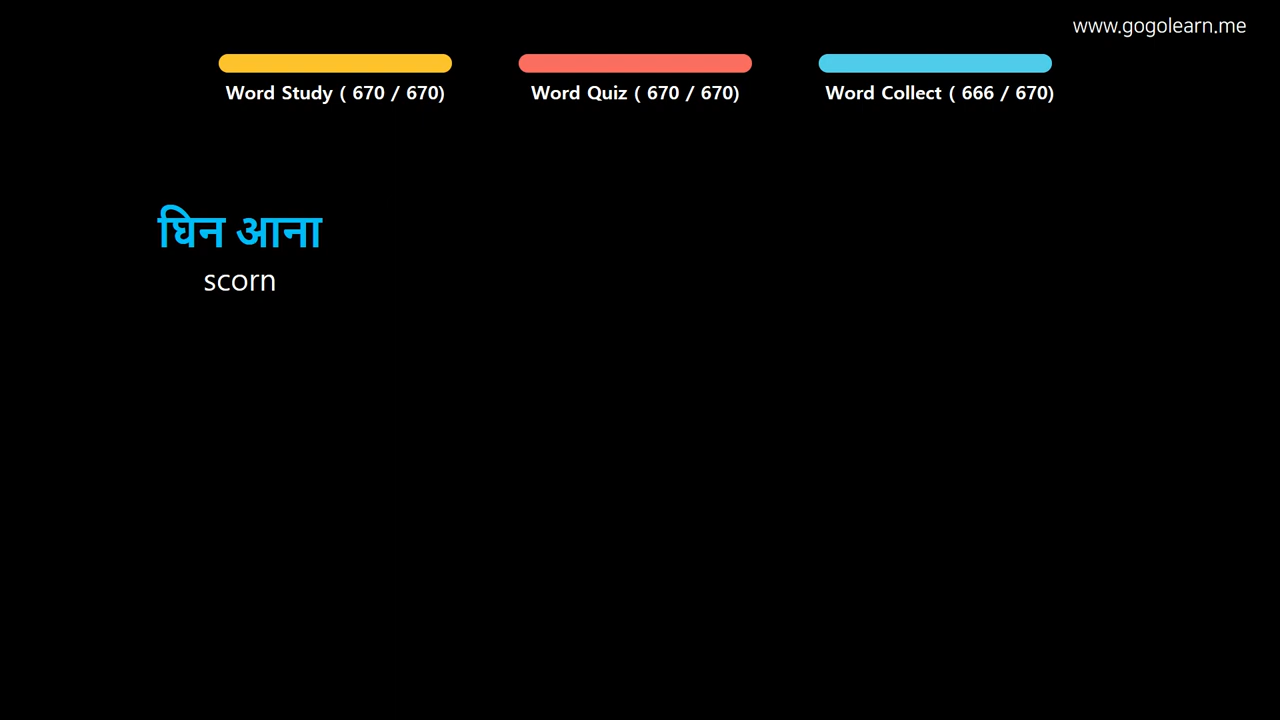 www.gogolearn.me
Word Study ( 670 / 670)
Word Quiz ( 670 / 670)
Word Collect ( 666 / 670)
घिन आना
scorn